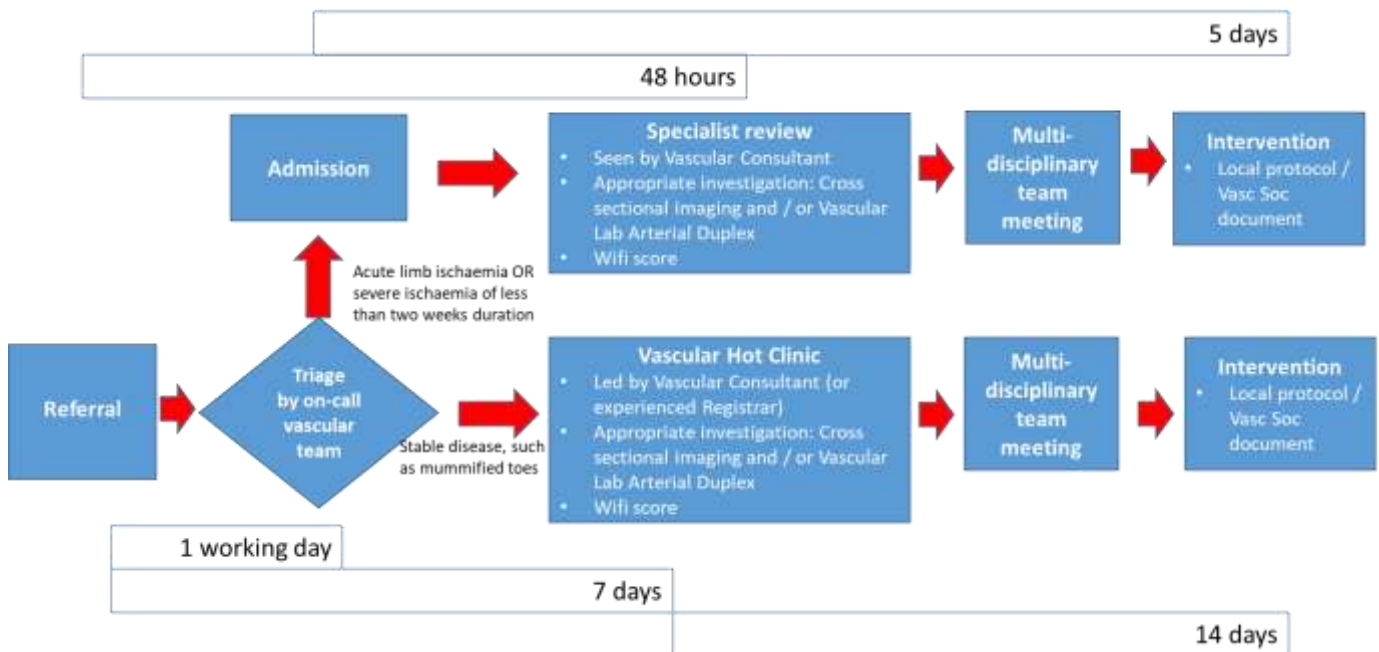 5 days
48 hours
Admission
Specialist review
• Seen by Vascular Consultant
• Appropriate investigation: Cross
sectional imaging and / or Vascular
Lab Arterial Duplex
• Wifi score
Multi-
disciplinary
team
meeting
Intervention
• Local protocol /
Vasc Soc
document
Acute limb ischaemia OR
severe ischaemia of less
than two weeks duration
Referral
Triage
by on-call
vascular
team
Stable disease, such
as mummified toes
Vascular Hot Clinic
• Led by Vascular Consultant (or
experienced Registrar)
• Appropriate investigation: Cross
sectional imaging and / or Vascular
Lab Arterial Duplex
• Wifi score
Multi-
disciplinary
team
meeting
Intervention
• Local protocol /
Vasc Soc
document
1 working day
7 days
14 days